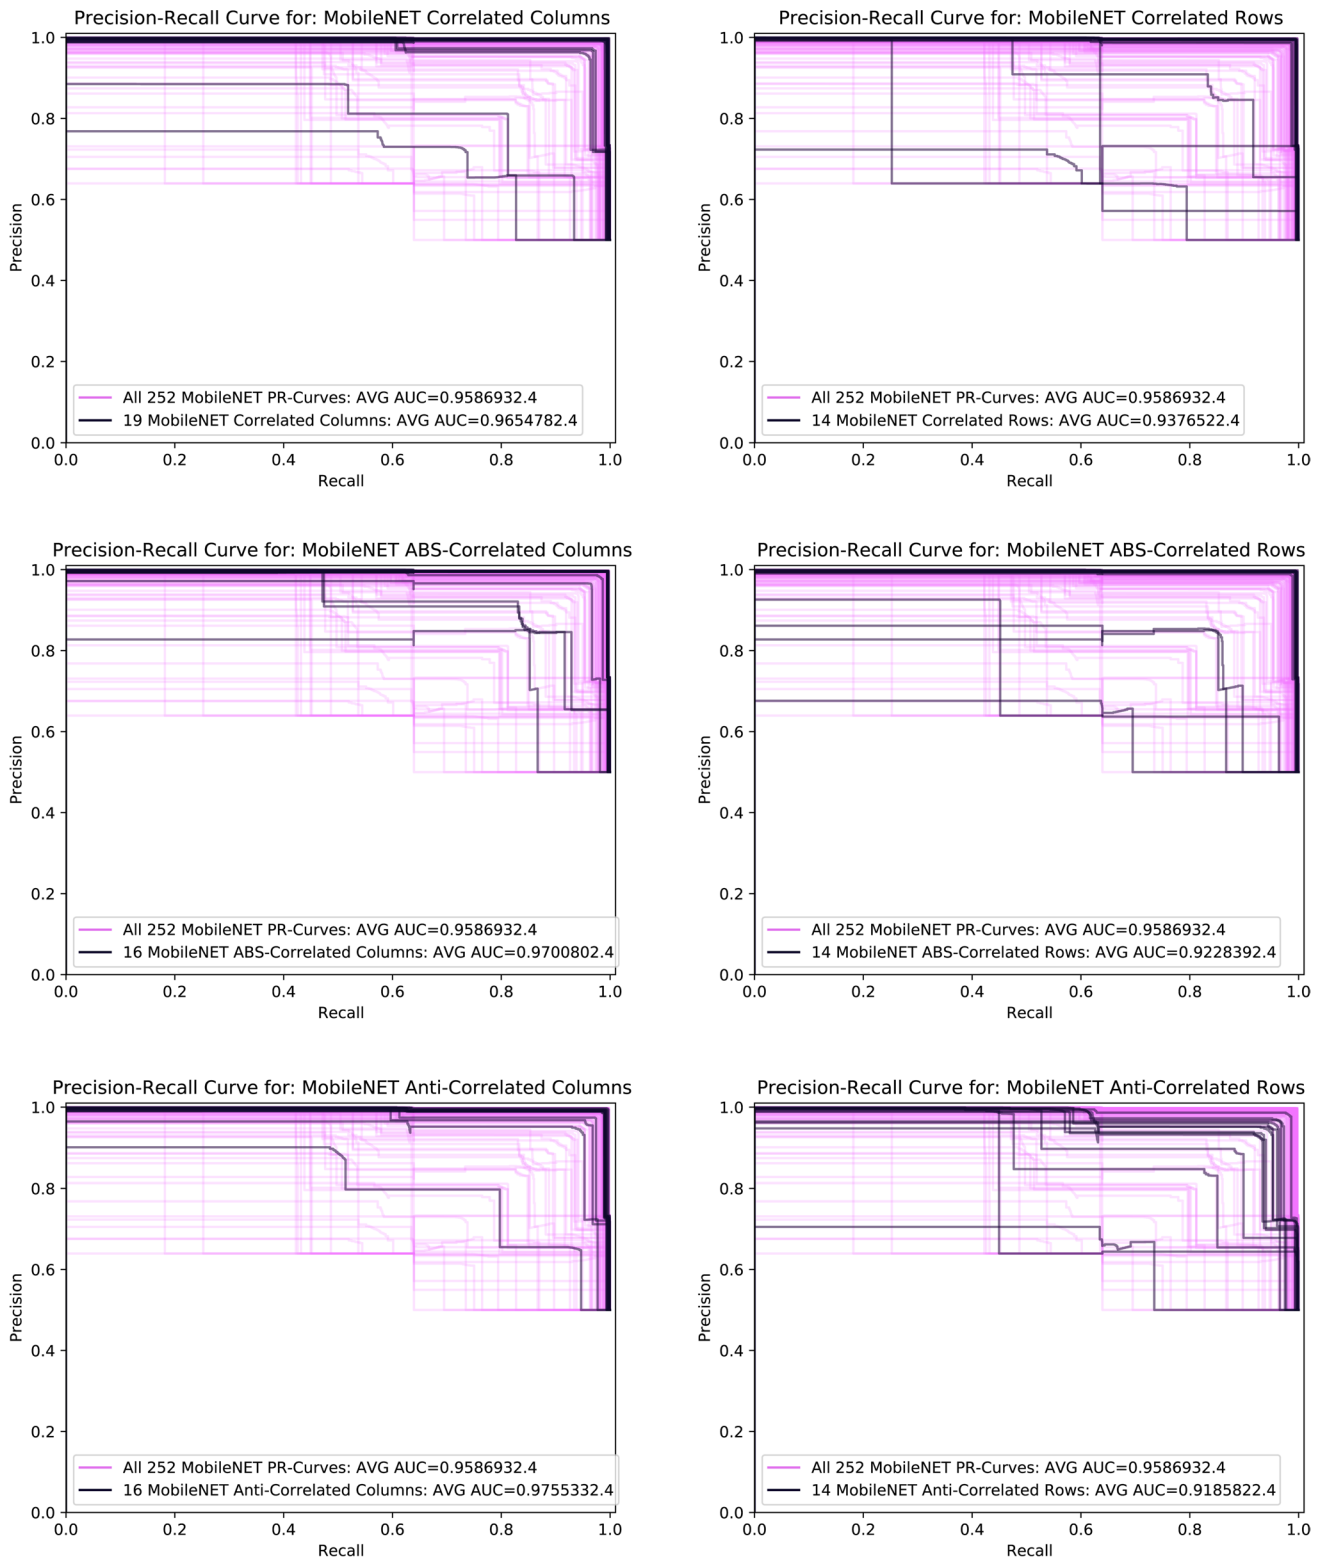 Precision-Recall Curve for: MobileNET Correlated Columns
1.0
0.8
0.6
0.4
0.2
0.0
Precision
All 252 MobileNET PR-Curves: AVG AUC=0.9586932.4
19 MobileNET Correlated Columns: AVG AUC=0.9654782.4
0.0 0.2 0.4 0.6 0.8 1.0
Recall
Precision-Recall Curve for: MobileNET Correlated Rows
1.0
0.8
0.6
0.4
0.2
0.0
Precision
All 252 MobileNET PR-Curves: AVG AUC=0.9586932.4
14 MobileNET Correlated Rows: AVG AUC=0.9376522.4
0.0 0.2 0.4 0.6 0.8 1.0
Recall
Precision-Recall Curve for: MobileNET ABS-Correlated Columns
1.0
0.8
0.6
0.4
0.2
0.0
Precision
All 252 MobileNET PR-Curves: AVG AUC=0.9586932.4
16 MobileNET ABS-Correlated Columns: AVG AUC=0.9700802.4
0.0 0.2 0.4 0.6 0.8 1.0
Recall
Precision-Recall Curve for: MobileNET ABS-Correlated Rows
1.0
0.8
0.6
0.4
0.2
0.0
Precision
All 252 MobileNET PR-Curves: AVG AUC=0.9586932.4
14 MobileNET ABS-Correlated Rows: AVG AUC=0.9228392.4
0.0 0.2 0.4 0.6 0.8 1.0
Recall
Precision-Recall Curve for: MobileNET Anti-Correlated Columns
1.0
0.8
0.6
0.4
0.2
0.0
Precision
All 252 MobileNET PR-Curves: AVG AUC=0.9586932.4
16 MobileNET Anti-Correlated Columns: AVG AUC=0.9755332.4
0.0 0.2 0.4 0.6 0.8 1.0
Recall
Precision-Recall Curve for: MobileNET Anti-Correlated Rows
1.0
0.8
0.6
0.4
0.2
0.0
Precision
All 252 MobileNET PR-Curves: AVG AUC=0.9586932.4
14 MobileNET Anti-Correlated Rows: AVG AUC=0.9185822.4
0.0 0.2 0.4 0.6 0.8 1.0
Recall